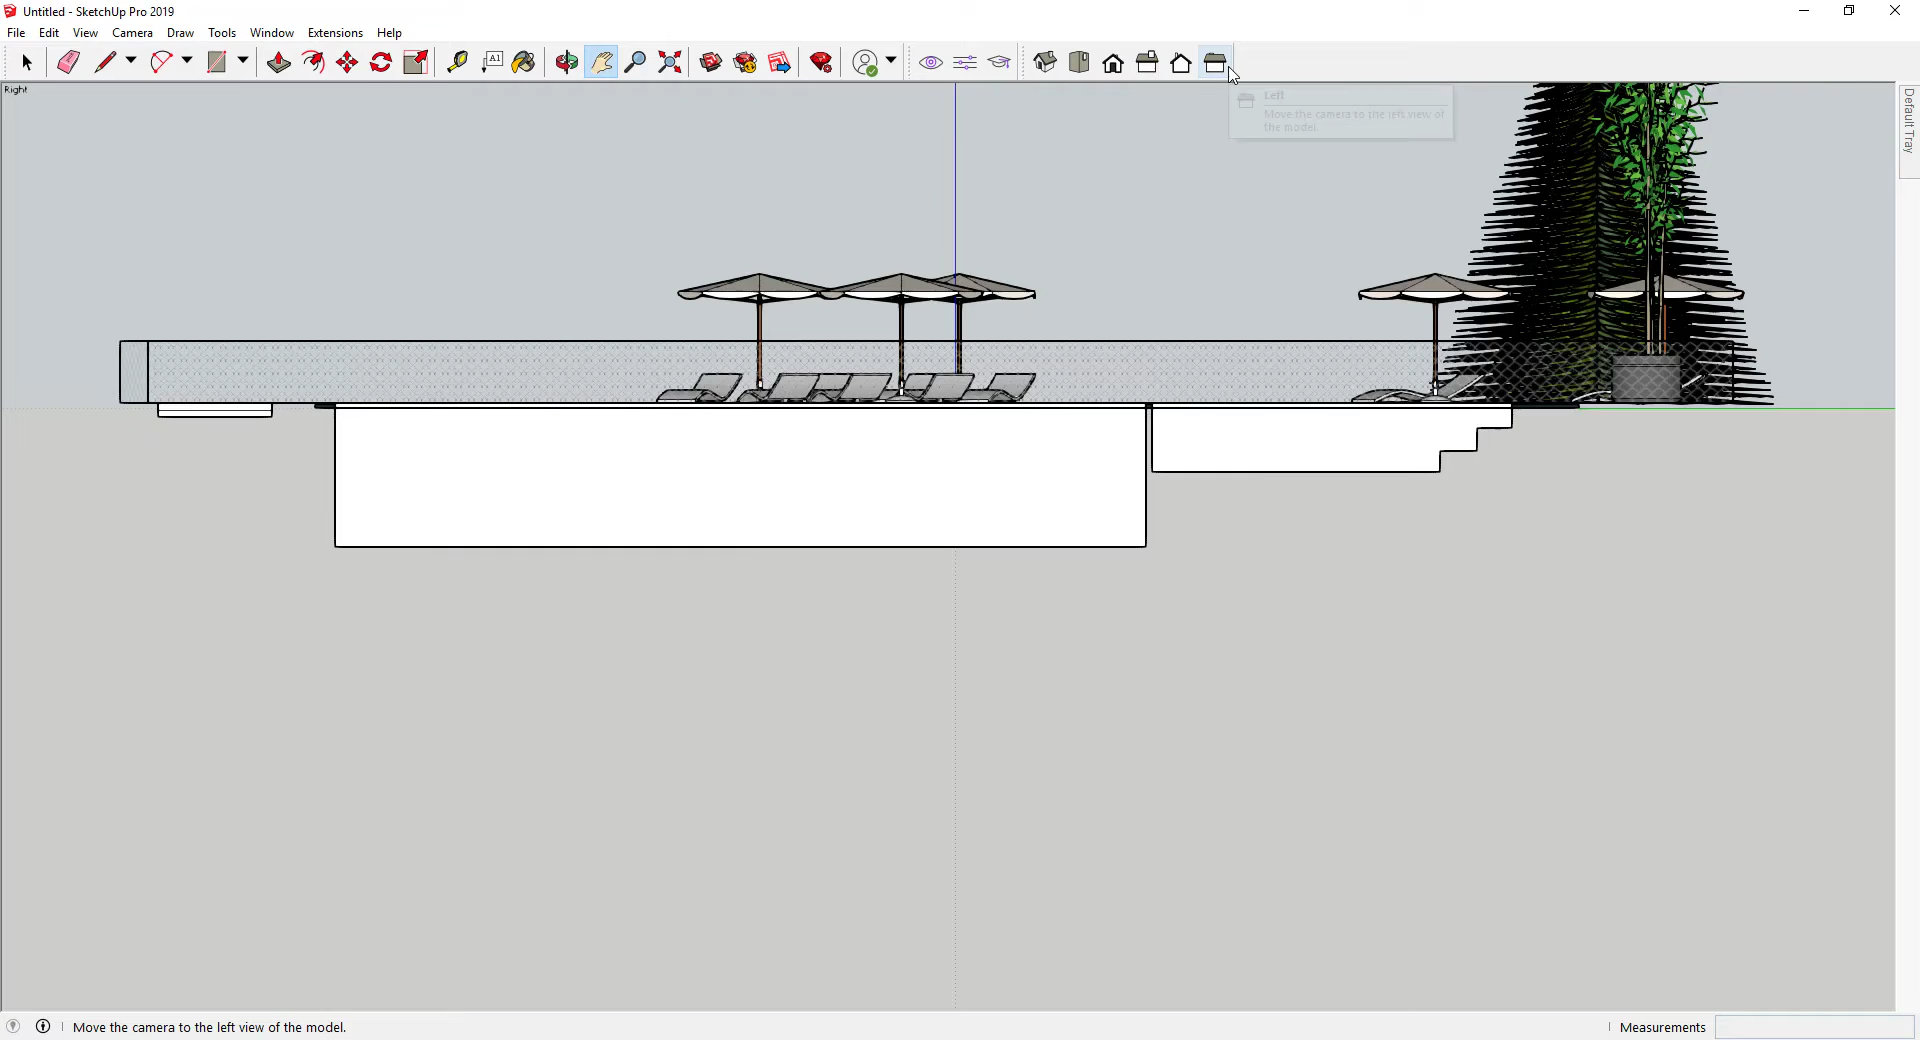 Untitled - SketchUp Pro 2019
File Edit View Camera Draw Tools Window Extensions Help
A1
Right
Left
Move the camera to the left view of
the model
Default Tray
Move the camera to the left view of the model.
Measurements